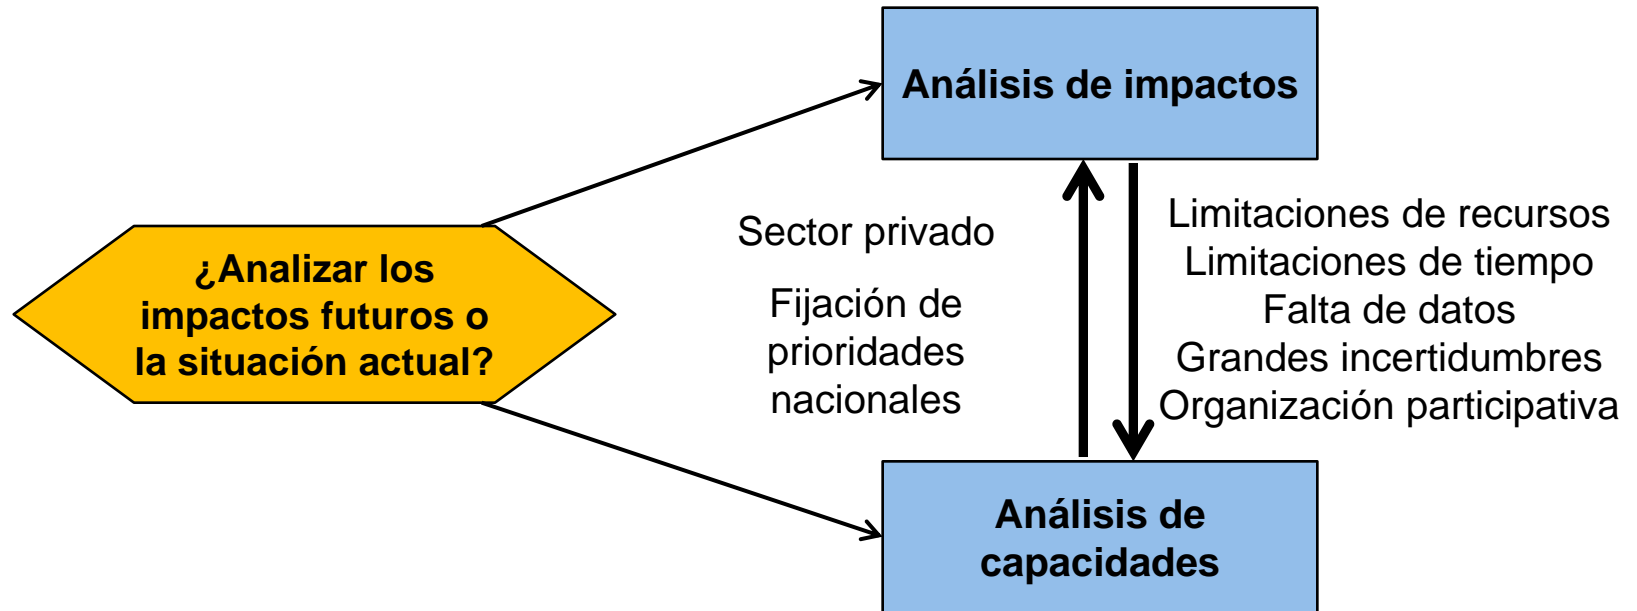 Análisis de impactos
¿Analizar los
impactos futuros o
la situación actual?
Sector privado
Fijación de
prioridades
nacionales
Limitaciones de recursos
Limitaciones de tiempo
Falta de datos
Grandes incertidumbres
Organización participativa
Análisis de
capacidades